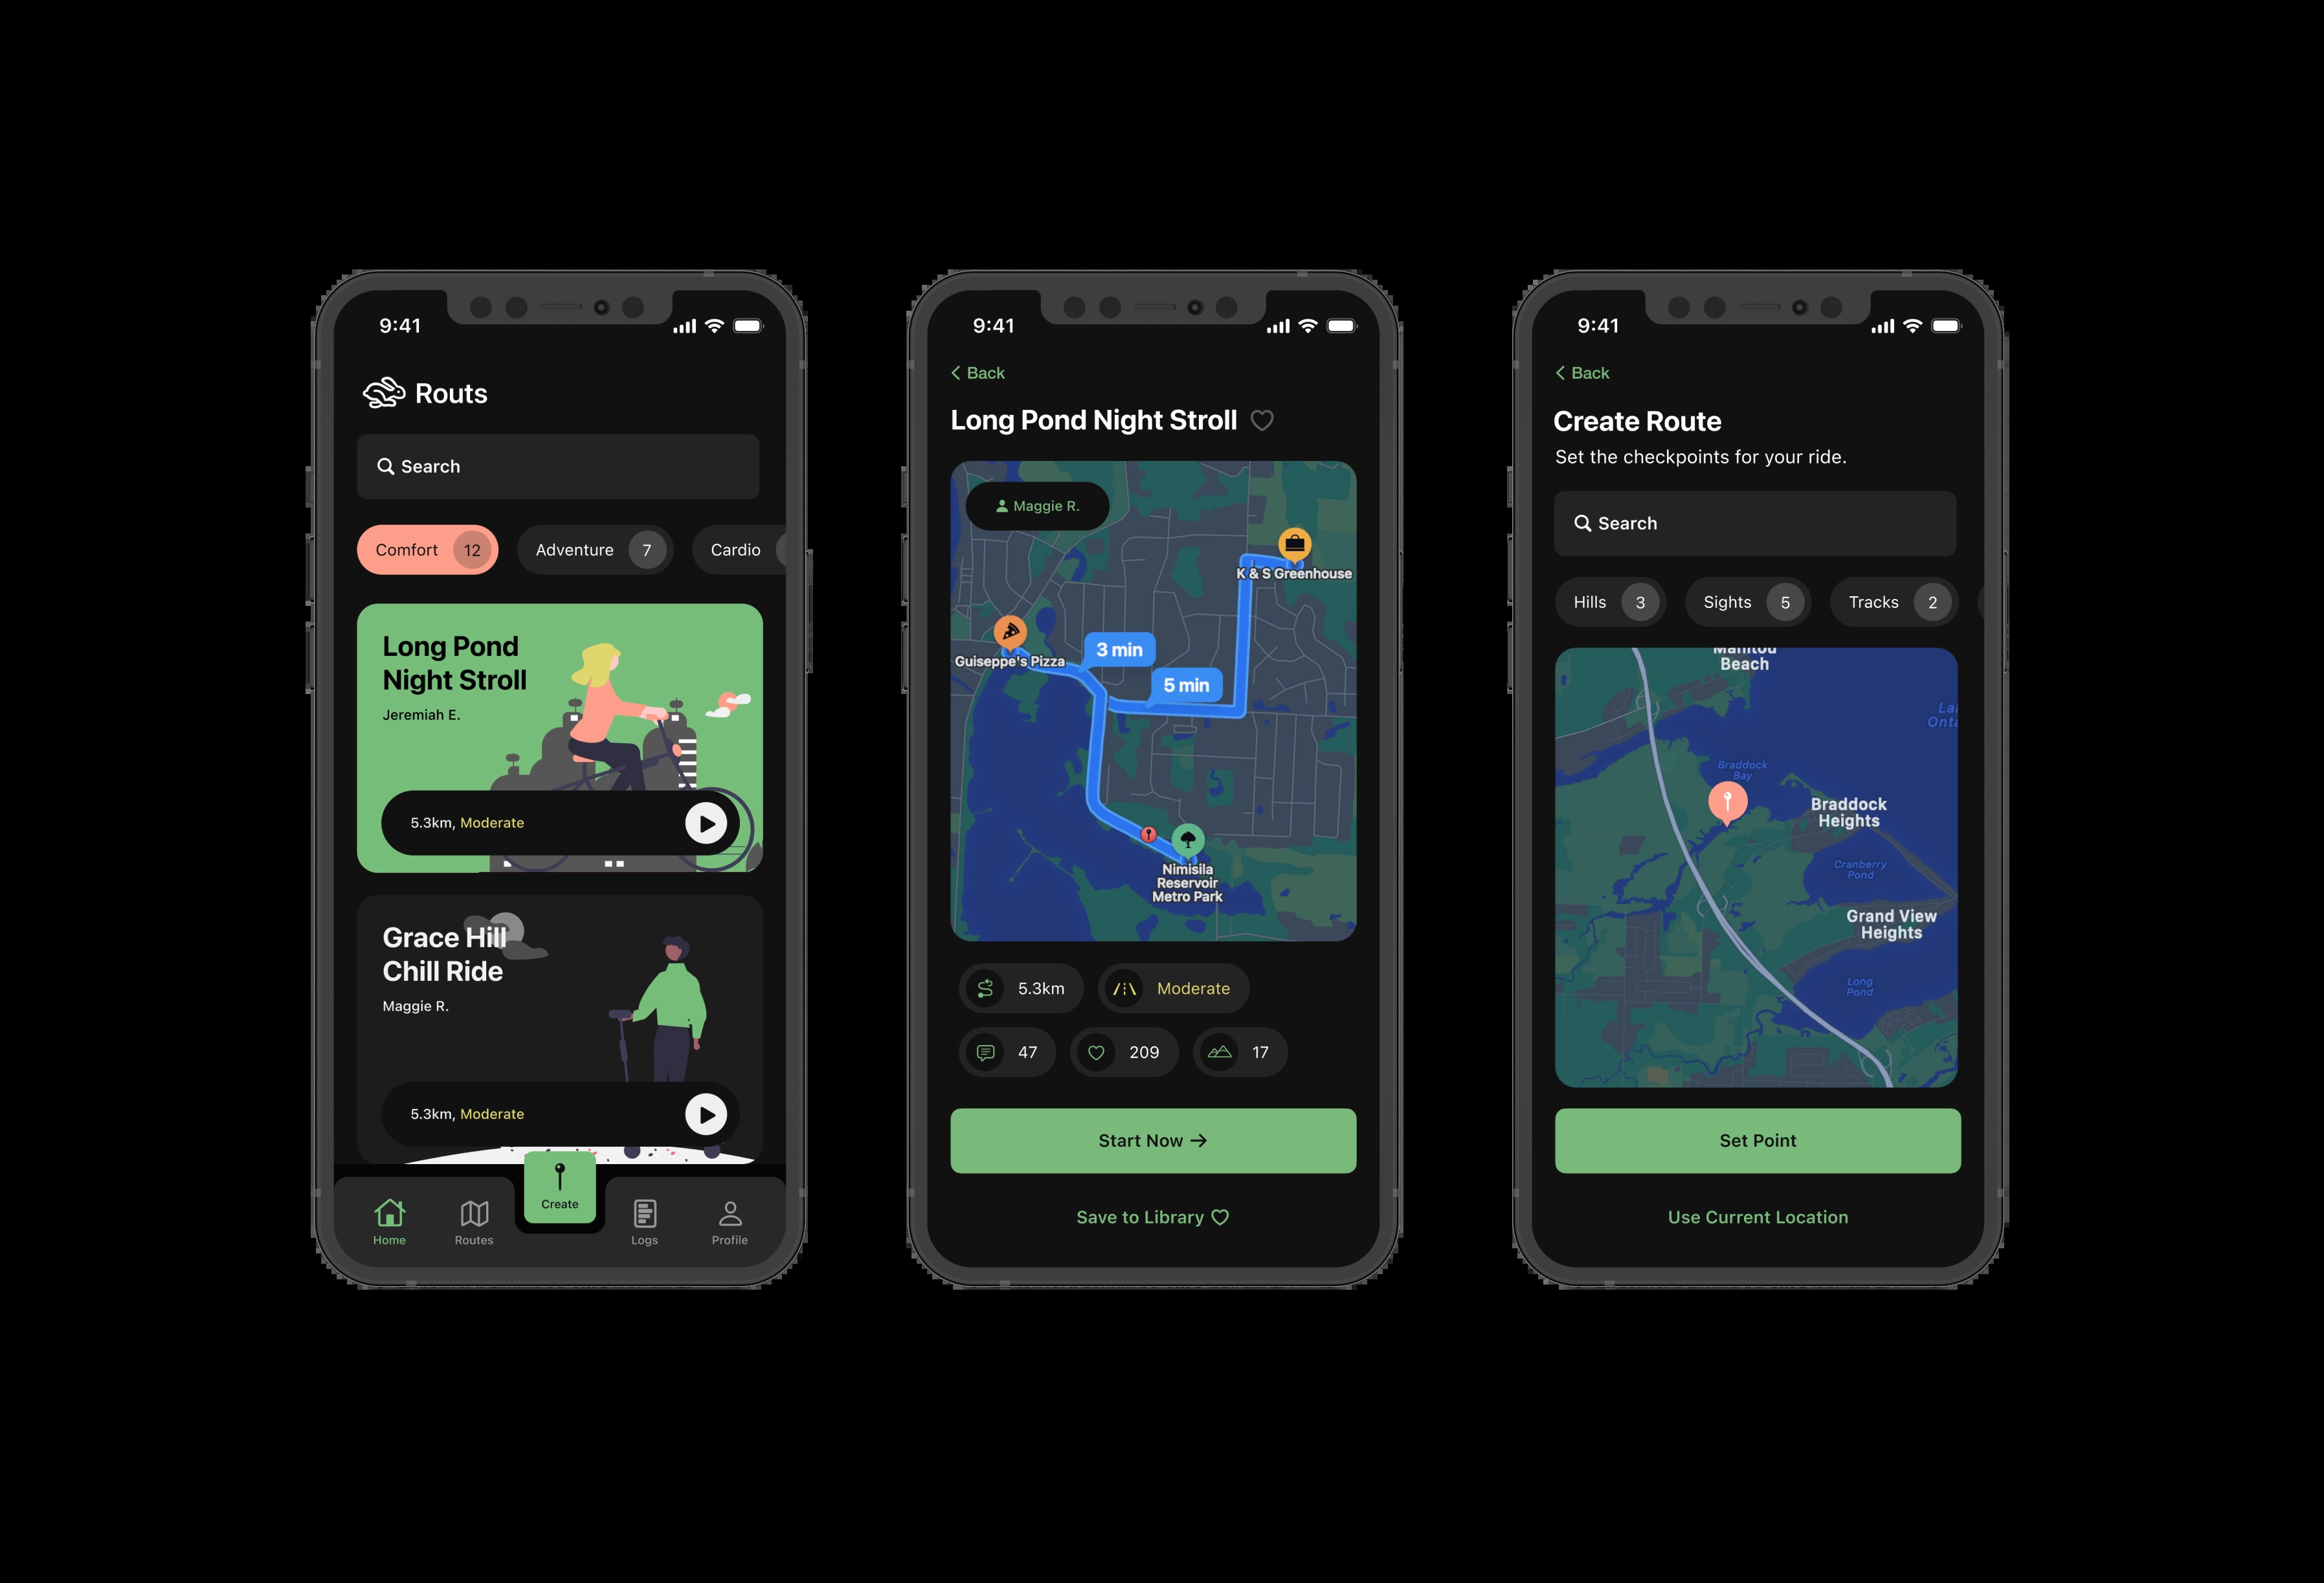 9:41
Routs
Search
Comfort 12
Adventure 7
Cardio
Long Pond
Night Stroll
Jeremiah E.
5.3km, Moderate
Grace Hill
Chill Ride
Maggie R.
5.3km, Moderate
Create
Home
Routes
Logs
Profile
9:41
Back
Long Pond Night Stroll
Maggie R.
K & S Greenhouse
Guiseppe's Pizza
3 min
5 min
Nimisila
Reservoir
Metro Park
5.3km
Moderate
47
209
17
Start Now →
Save to Library
9:41
Back
Create Route
Set the checkpoints for your ride.
Search
Hills 3
Sights 5
Tracks 2
Manitou
Beach
Braddock
Bay
Braddock
Heights
Cranberry
Pond
Grand View
Heights
Long
Pond
Set Point
Use Current Location